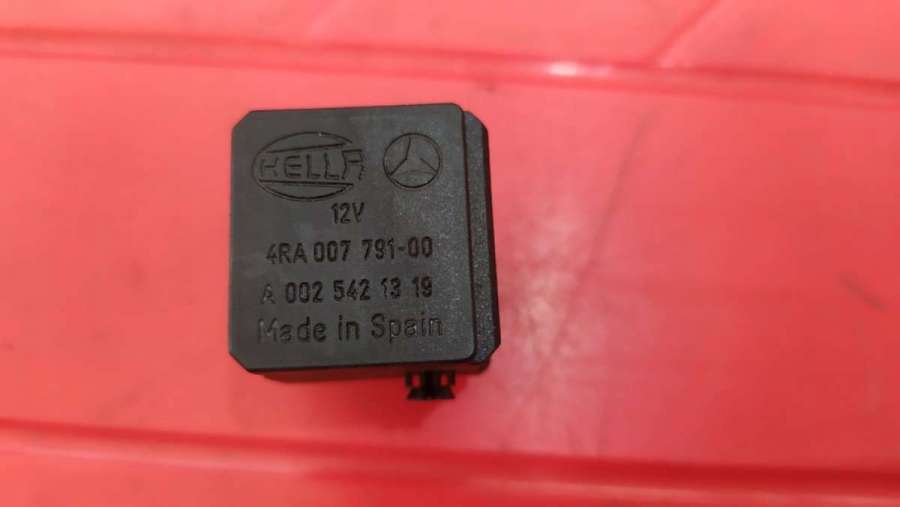 HELLA
12V
4RA 007 791-00
A 002 542 13 19
Made in Spain